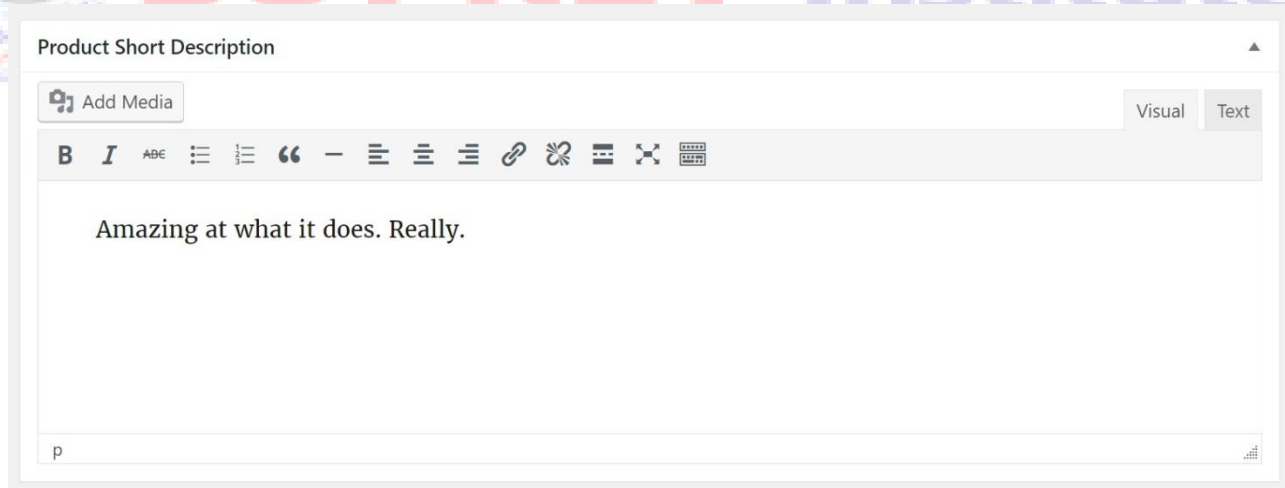 Product Short Description
Add Media
Visual Text
B I ABC
Amazing at what it does. Really.
p